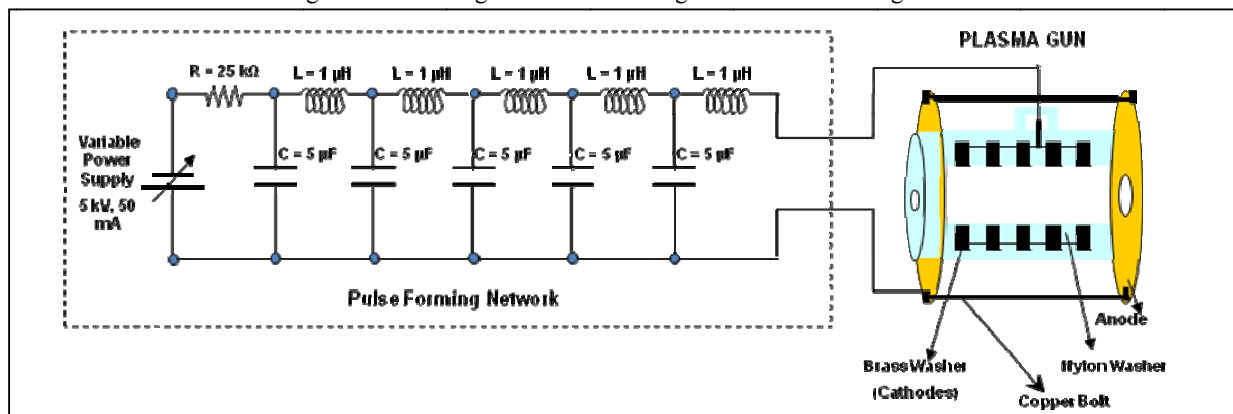 PLASMA GUN
R = 25 kΩ
L = 1 µH
L = 1 µH
L = 1 µH
L = 1 µH
L = 1 µH
Variable
Power
Supply
5 kV, 50
mA
C = 5 µF
C = 5 µF
C = 5 µF
C = 5 µF
C = 5 µF
Pulse Forming Network
Anode
Brass Washer
(Cathodes)
Nylon Washer
Copper Bolt